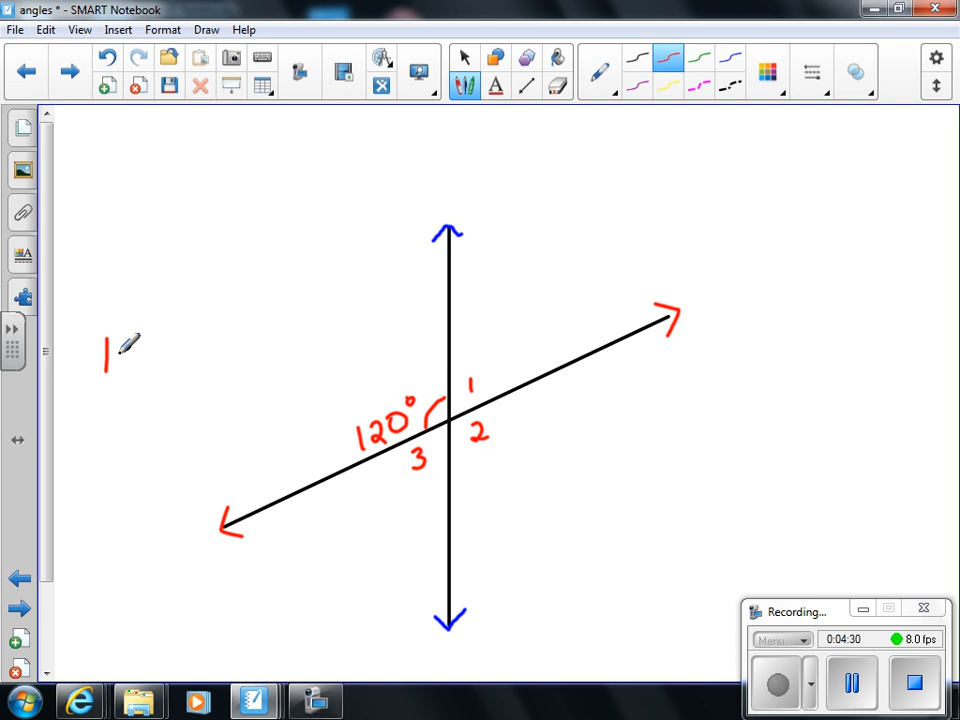 angles * - SMART Notebook
File Edit View Insert Format Draw Help
1
1
120°
2
3
Recording...
Menu
0:04:30
8.0 fps